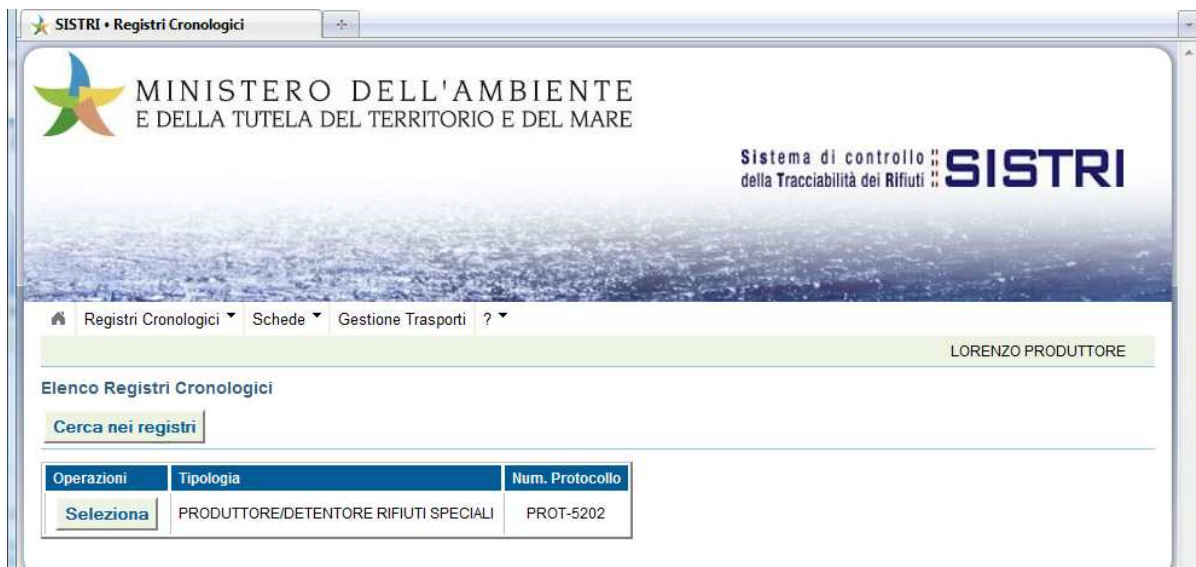 SISTRI • Registri Cronologici
MINISTERO DELL'AMBIENTE
E DELLA TUTELA DEL TERRITORIO E DEL MARE
Sistema di controllo
della Tracciabilità dei Rifiuti
SISTRI
Registri Cronologici Schede Gestione Trasporti ?
LORENZO PRODUTTORE
Elenco Registri Cronologici
Cerca nei registri
Operazioni Tipologia Num. Protocollo
Seleziona PRODUTTORE/DETENTORE RIFIUTI SPECIALI PROT-5202